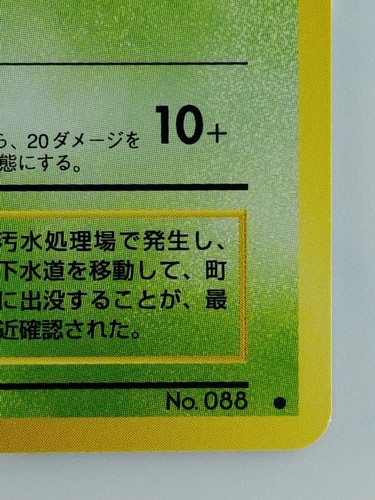 ら、20ダメージを 10+
態にする。
汚水処理場で発生し、
下水道を移動して、町
に出没することが、最
近確認された。
No. 088 ●